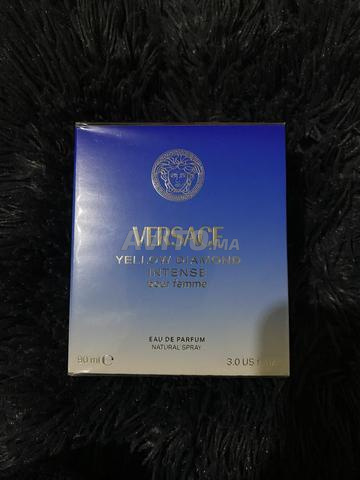 VERSACE
YELLOW DIAMOND
INTENSE
pour femme
EAU DE PARFUM
NATURAL SPRAY
90 ml ℮
3.0 US